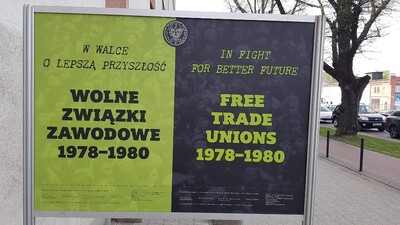 W WALCE
O LEPSZĄ PRZYSZŁOŚĆ
WOLNE
ZWIĄZKI
ZAWODOWE
1978–1980
IN FIGHT
FOR BETTER FUTURE
FREE
TRADE
UNIONS
1978–1980